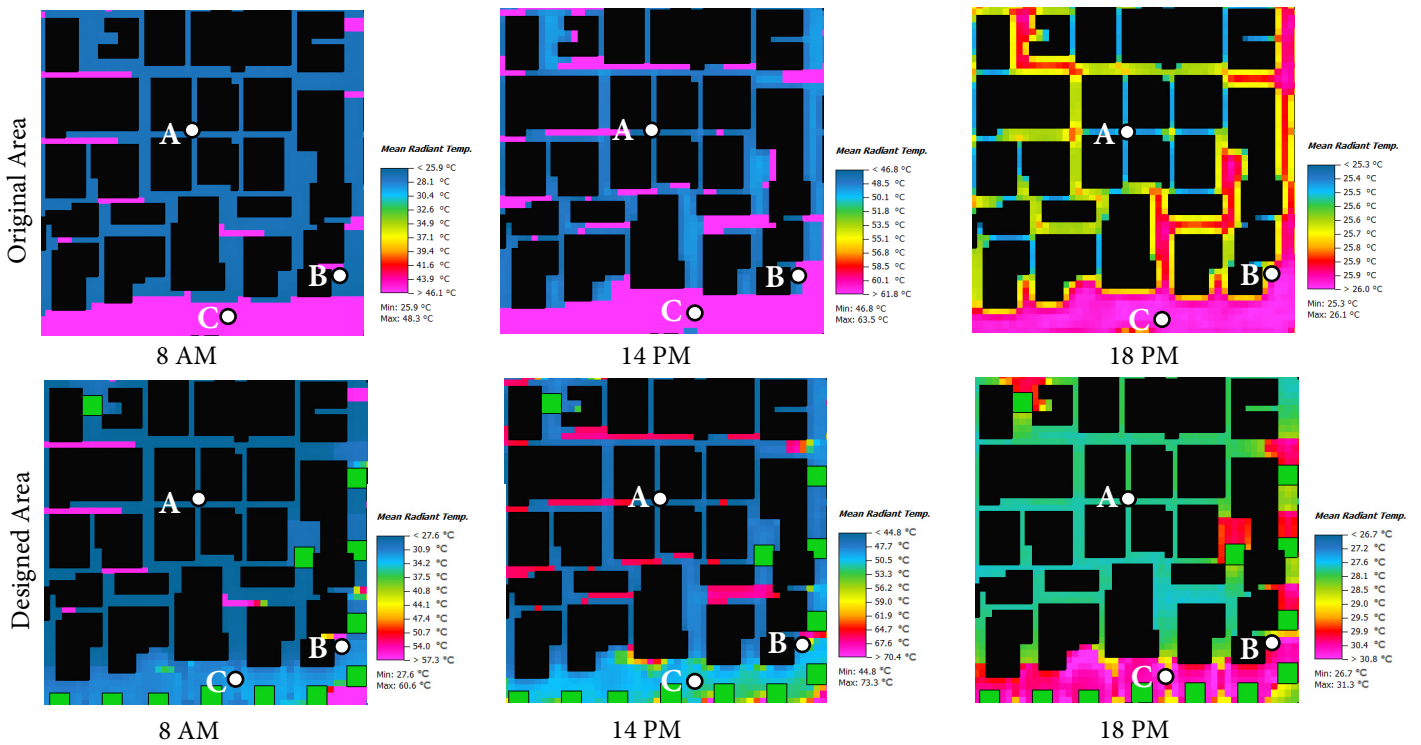 Original Area
A
B
C
Mean Radiant Temp.
< 25.9 °C
28.1 °C
30.4 °C
32.6 °C
34.9 °C
37.1 °C
39.4 °C
41.6 °C
43.9 °C
> 46.1 °C
Min: 25.9 °C
Max: 48.3 °C
8 AM
A
B
C
Mean Radiant Temp.
< 46.8 °C
48.5 °C
50.1 °C
51.8 °C
53.5 °C
55.1 °C
56.8 °C
58.5 °C
60.1 °C
> 61.8 °C
Min: 46.8 °C
Max: 63.5 °C
14 PM
A
B
C
Mean Radiant Temp.
< 25.3 °C
25.4 °C
25.5 °C
25.6 °C
25.6 °C
25.7 °C
25.8 °C
25.9 °C
25.9 °C
> 26.0 °C
Min: 25.3 °C
Max: 26.1 °C
18 PM
Designed Area
A
B
C
Mean Radiant Temp.
< 27.6 °C
30.9 °C
34.2 °C
37.5 °C
40.8 °C
44.1 °C
47.4 °C
50.7 °C
54.0 °C
> 57.3 °C
Min: 27.6 °C
Max: 60.6 °C
8 AM
A
B
C
Mean Radiant Temp.
< 44.8 °C
47.7 °C
50.5 °C
53.3 °C
56.2 °C
59.0 °C
61.9 °C
64.7 °C
67.6 °C
> 70.4 °C
Min: 44.8 °C
Max: 73.3 °C
14 PM
A
B
C
Mean Radiant Temp.
< 26.7 °C
27.2 °C
27.6 °C
28.1 °C
28.5 °C
29.0 °C
29.5 °C
29.9 °C
30.4 °C
> 30.8 °C
Min: 26.7 °C
Max: 31.3 °C
18 PM